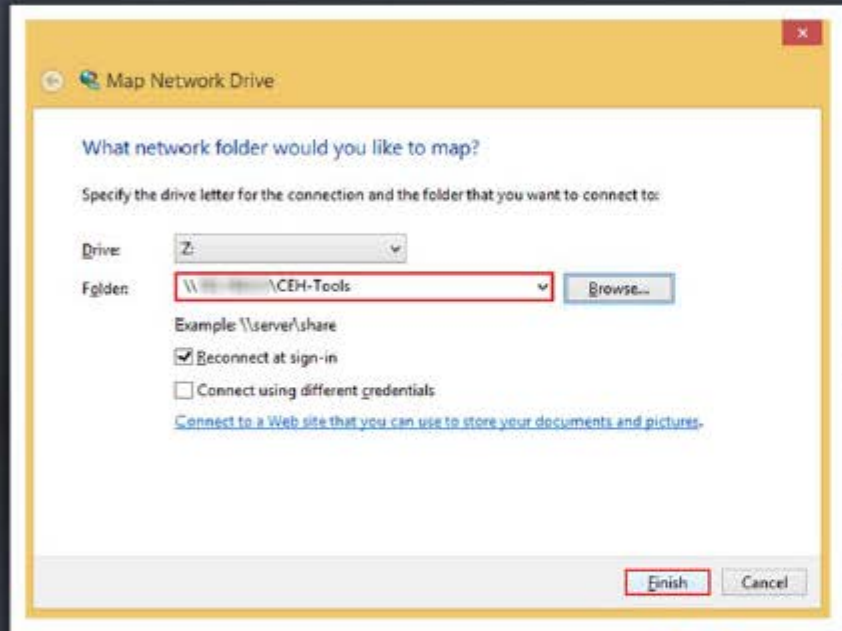 Map Network Drive
What network folder would you like to map?
Specify the drive letter for the connection and the folder that you want to connect to:
Drive: Z:
Folder: \\ \CEH-Tools Browse...
Example: \\server\share
Reconnect at sign-in
Connect using different credentials
Connect to a Web site that you can use to store your documents and pictures.
Finish Cancel